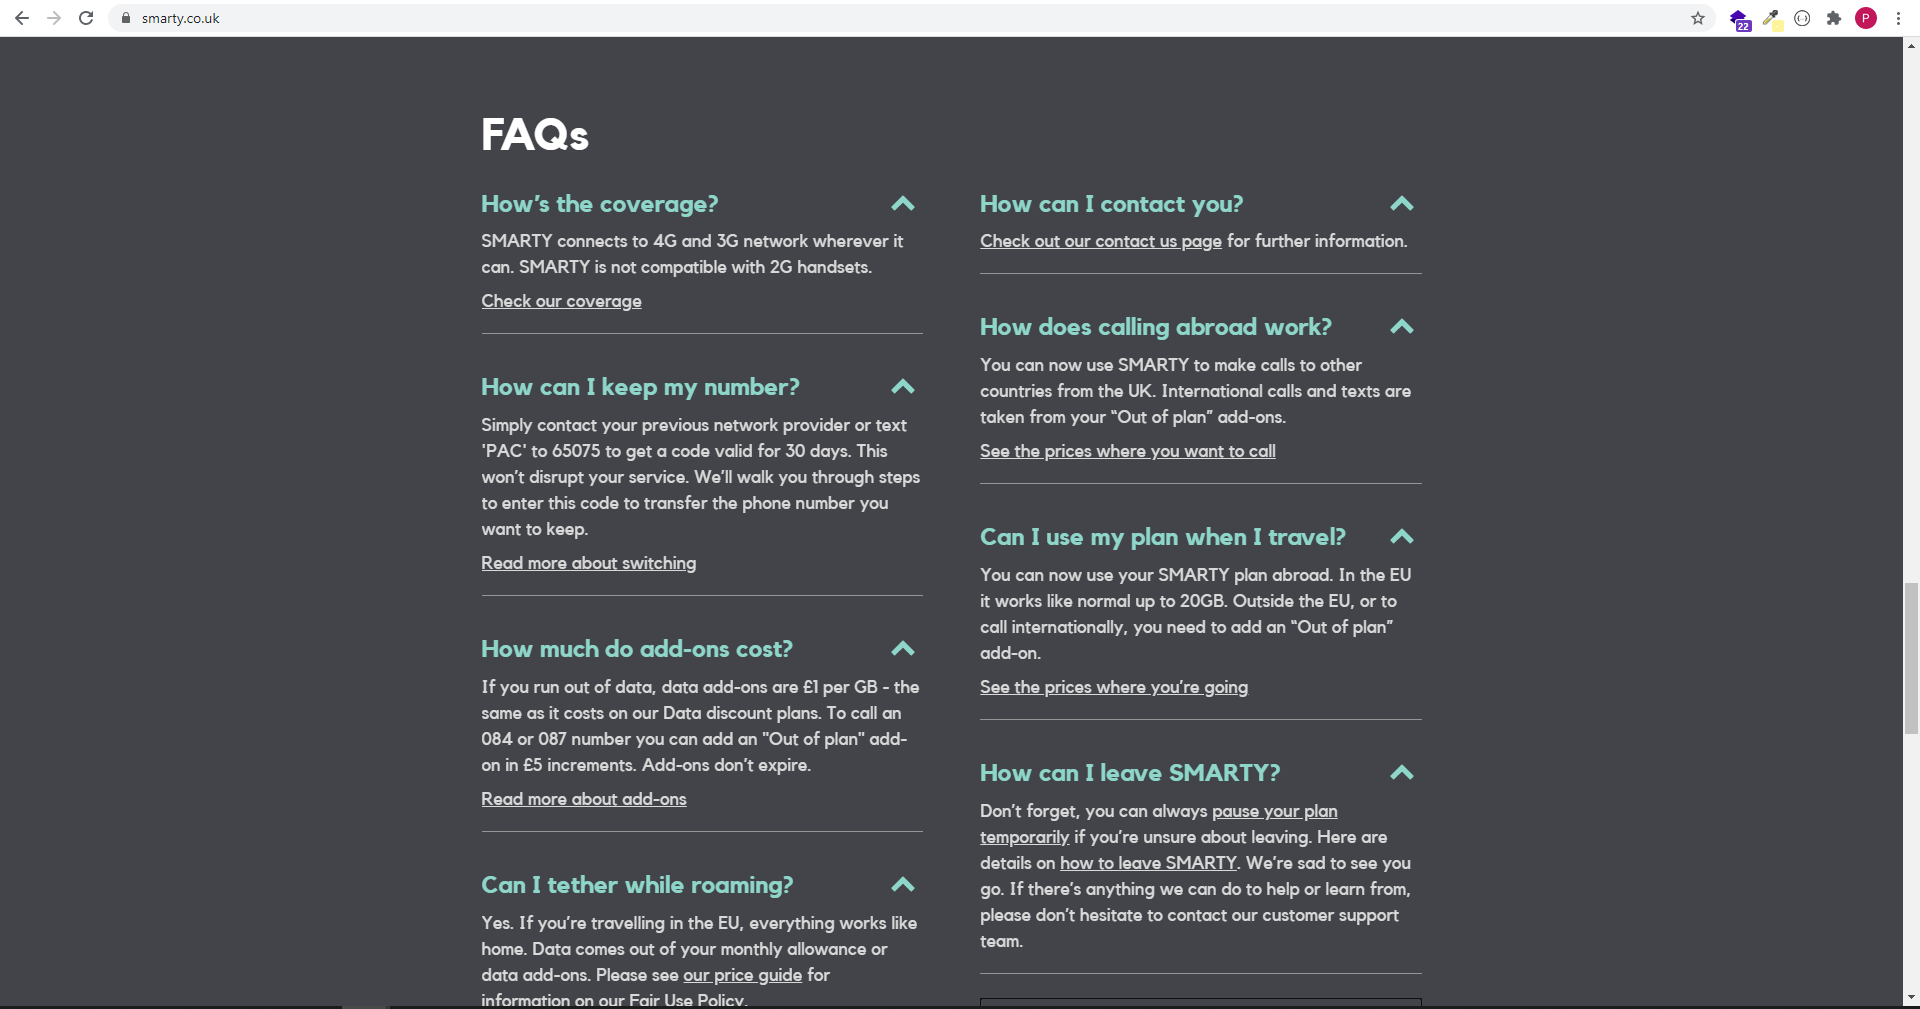 smarty.co.uk
22
P
FAQs
How’s the coverage?
SMARTY connects to 4G and 3G network wherever it
can. SMARTY is not compatible with 2G handsets.
Check our coverage
How can I keep my number?
Simply contact your previous network provider or text
'PAC' to 65075 to get a code valid for 30 days. This
won’t disrupt your service. We’ll walk you through steps
to enter this code to transfer the phone number you
want to keep.
Read more about switching
How much do add-ons cost?
If you run out of data, data add-ons are £1 per GB - the
same as it costs on our Data discount plans. To call an
084 or 087 number you can add an "Out of plan" add-
on in £5 increments. Add-ons don’t expire.
Read more about add-ons
Can I tether while roaming?
Yes. If you’re travelling in the EU, everything works like
home. Data comes out of your monthly allowance or
data add-ons. Please see our price guide for
information on our Fair Use Policy.
How can I contact you?
Check out our contact us page for further information.
How does calling abroad work?
You can now use SMARTY to make calls to other
countries from the UK. International calls and texts are
taken from your “Out of plan” add-ons.
See the prices where you want to call
Can I use my plan when I travel?
You can now use your SMARTY plan abroad. In the EU
it works like normal up to 20GB. Outside the EU, or to
call internationally, you need to add an “Out of plan”
add-on.
See the prices where you’re going
How can I leave SMARTY?
Don’t forget, you can always pause your plan
temporarily if you’re unsure about leaving. Here are
details on how to leave SMARTY. We’re sad to see you
go. If there’s anything we can do to help or learn from,
please don’t hesitate to contact our customer support
team.